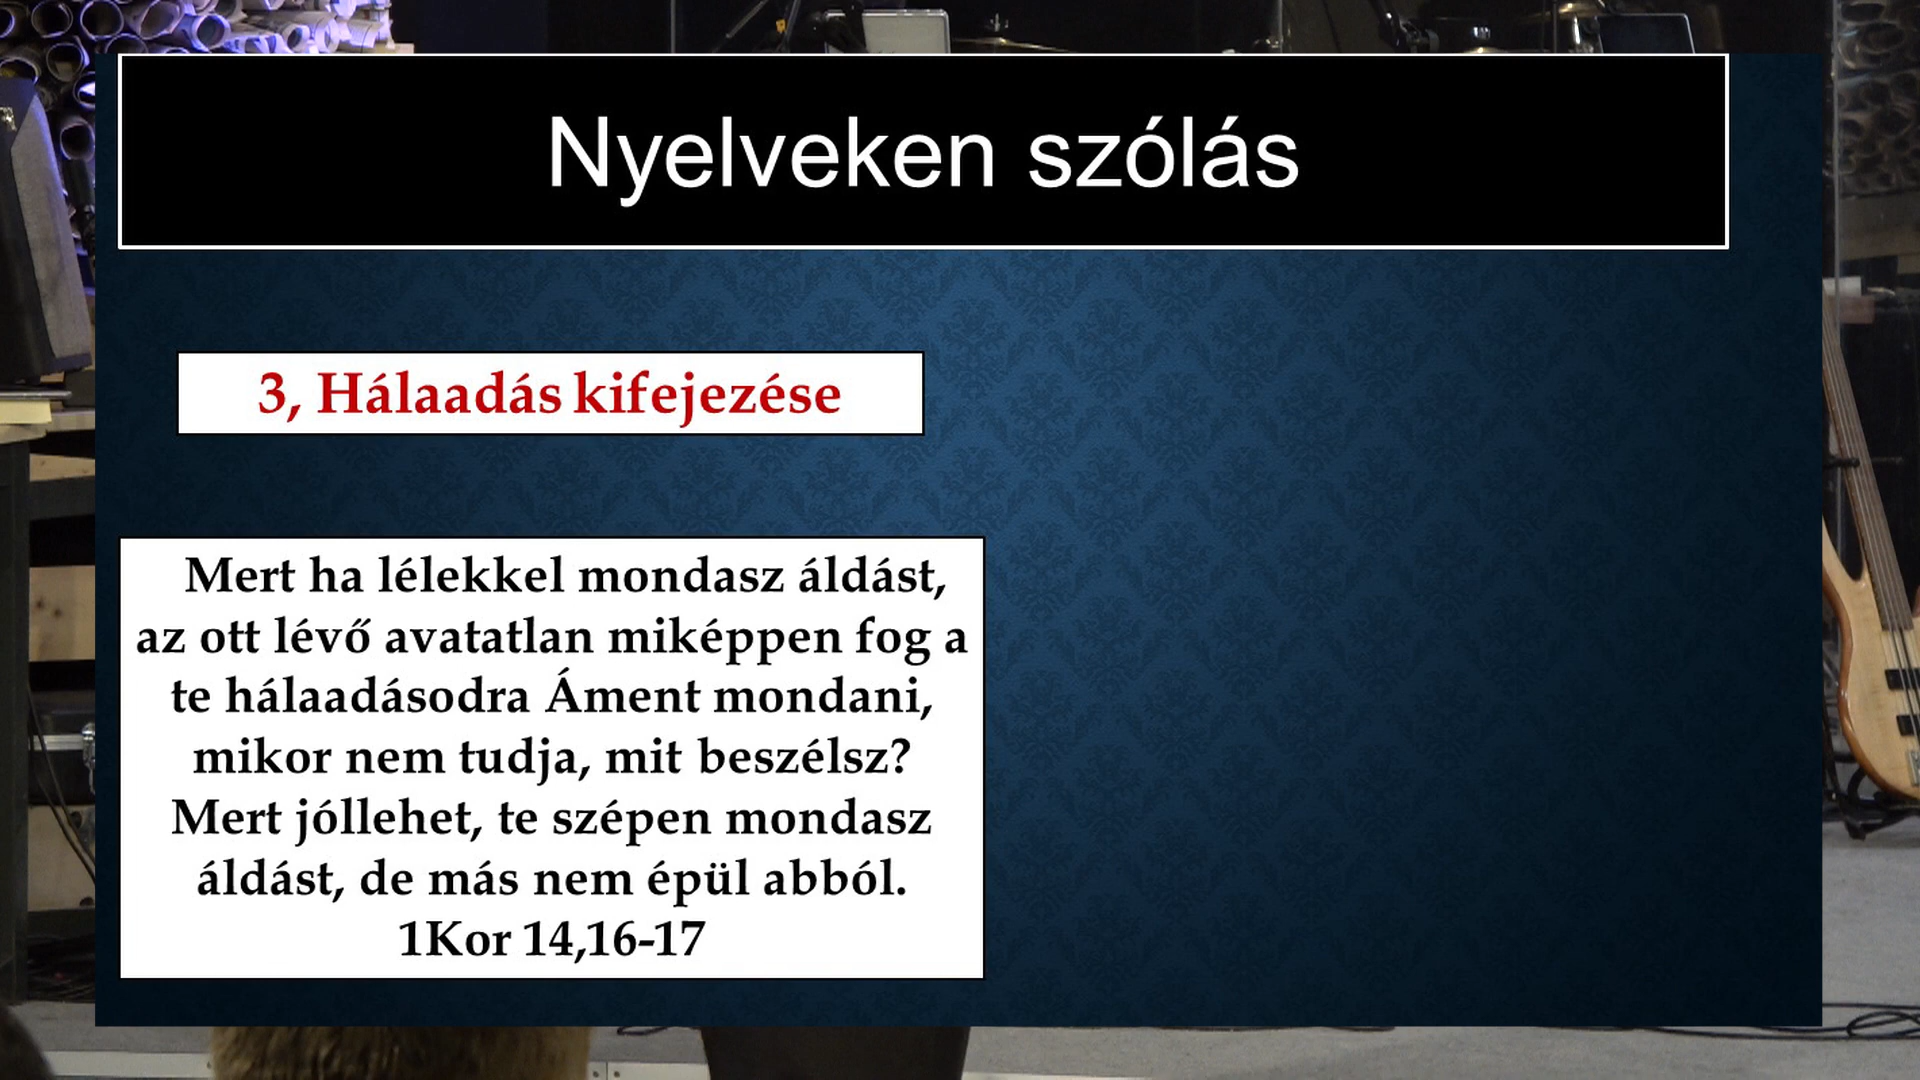 Nyelveken szólás
3, Hálaadás kifejezése
Mert ha lélekkel mondasz áldást,
az ott lévő avatatlan miképpen fog a
te hálaadásodra Áment mondani,
mikor nem tudja, mit beszélsz?
Mert jóllehet, te szépen mondasz
áldást, de más nem épül abból.
1Kor 14,16-17